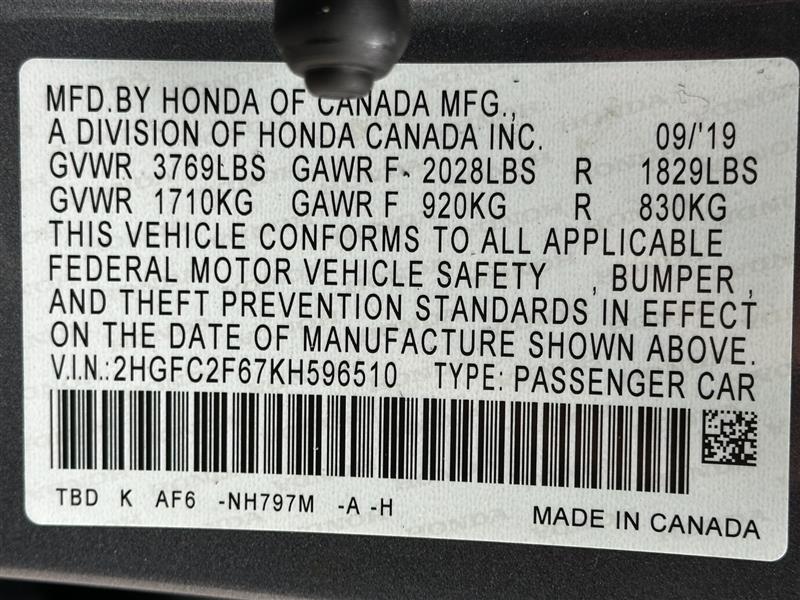 MFD.BY HONDA OF CANADA MFG.,
A DIVISION OF HONDA CANADA INC. 09/'19
GVWR 3769LBS GAWR F 2028LBS R 1829LBS
GVWR 1710KG GAWR F 920KG R 830KG
THIS VEHICLE CONFORMS TO ALL APPLICABLE
FEDERAL MOTOR VEHICLE SAFETY , BUMPER ,
AND THEFT PREVENTION STANDARDS IN EFFECT
ON THE DATE OF MANUFACTURE SHOWN ABOVE.
V.I.N.:2HGFC2F67KH596510 TYPE: PASSENGER CAR
TBD K AF6 -NH797M -A -H
MADE IN CANADA